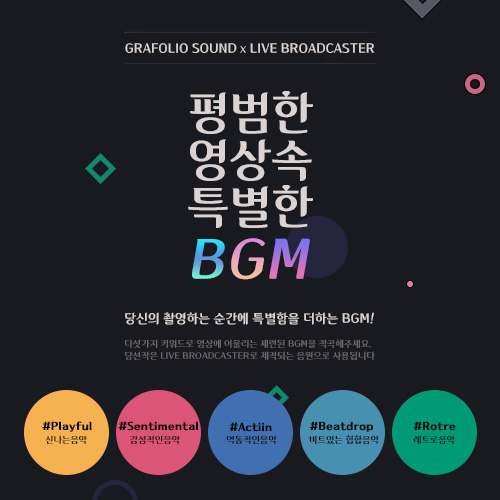 GRAFOLIO SOUND x LIVE BROADCASTER
평범한
영상속
특별한
BGM
당신의 촬영하는 순간에 특별함을 더하는 BGM!
다섯가지 키워드로 영상에 어울리는 세련된 BGM을 작곡해주세요.
당선작은 LIVE BROADCASTER로 제작되는 음원으로 사용됩니다
#Playful
신나는음악
#Sentimental
감성적인음악
#Actiin
역동적인음악
#Beatdrop
비트있는 힙합음악
#Rotre
레트로음악